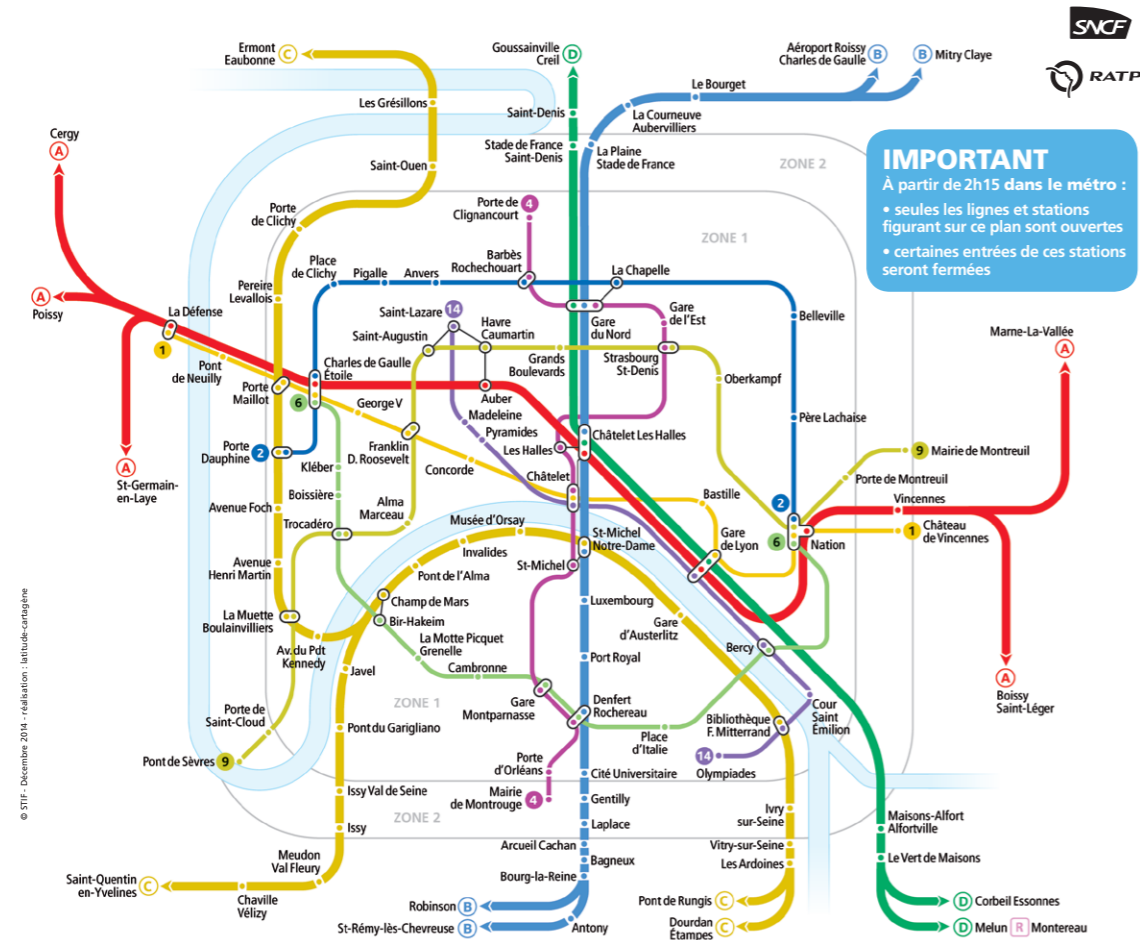 SNCF
RATP
Ermont
Eaubonne
C
Goussainville
Creil
D
Aéroport Roissy
Charles de Gaulle
B
B
Mitry Claye
Les Grésillons
Saint-Denis
Le Bourget
La Courneuve
Aubervilliers
Cergy
A
Saint-Ouen
Stade de France
Saint-Denis
La Plaine
Stade de France
ZONE 2
IMPORTANT
À partir de 2h15 dans le métro :
• seules les lignes et stations
figurant sur ce plan sont ouvertes
• certaines entrées de ces stations
seront fermées
Porte
de Clichy
Porte de
Clignancourt
4
ZONE 1
Place
de Clichy
Pigalle
Anvers
Barbès
Rochechouart
La Chapelle
Pereire
Levallois
A
Poissy
La Défense
1
Saint-Lazare
14
Saint-Augustin
Havre
Caumartin
Gare
du Nord
Gare
de l'Est
Belleville
Marne-La-Vallée
A
Pont
de Neuilly
Porte
Maillot
Charles de Gaulle
Étoile
6
Grands
Boulevards
Strasbourg
St-Denis
Oberkampf
Auber
George V
Madeleine
Pyramides
Père Lachaise
Porte
Dauphine
2
Kléber
Franklin
D. Roosevelt
Concorde
Les Halles
Châtelet Les Halles
Châtelet
9
Mairie de Montreuil
Porte de Montreuil
A
St-Germain-
en-Laye
Boissière
Alma
Marceau
Bastille
2
Vincennes
Avenue Foch
Trocadéro
Musée d'Orsay
Invalides
St-Michel
Notre-Dame
Gare
de Lyon
6
Nation
1
Château
de Vincennes
Avenue
Henri Martin
Pont de l'Alma
St-Michel
La Muette
Boulainvilliers
Champ de Mars
Bir-Hakeim
Luxembourg
Gare
d'Austerlitz
Av. du Pdt
Kennedy
La Motte Picquet
Grenelle
Cambronne
Javel
Port Royal
Bercy
A
Boissy
Saint-Léger
ZONE 1
Porte de
Saint-Cloud
Gare
Montparnasse
Denfert
Rochereau
Place
d'Italie
Bibliothèque
F. Mitterrand
Cour
Saint
Émilion
Pont du Garigliano
Pont de Sèvres
9
14
Olympiades
Porte
d'Orléans
Cité Universitaire
Issy Val de Seine
Mairie
de Montrouge
4
Gentilly
ZONE 2
Issy
Laplace
Ivry
sur-Seine
Maisons-Alfort
Alfortville
Meudon
Val Fleury
Arcueil Cachan
Bagneux
Vitry-sur-Seine
Les Ardoines
Le Vert de Maisons
Saint-Quentin
en-Yvelines
C
Chaville
Vélizy
Bourg-la-Reine
Robinson
B
St-Rémy-lès-Chevreuse
B
Antony
Pont de Rungis
C
Dourdan
Étampes
C
D
Corbeil Essonnes
D
Melun
R
Montereau
© STIF - Décembre 2014 - réalisation : latitude-cartagène